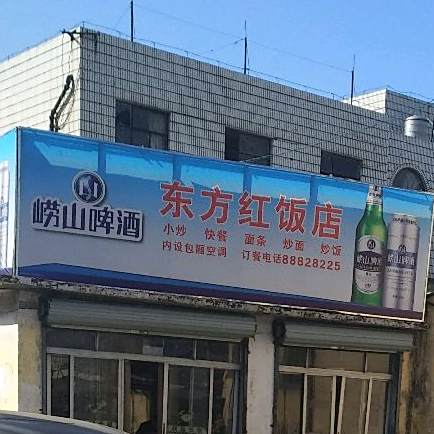 崂山啤酒
东方红饭店
小炒 快餐 面条 炒面 炒饭
内设包厢空调 订餐电话88828225
崂山啤酒